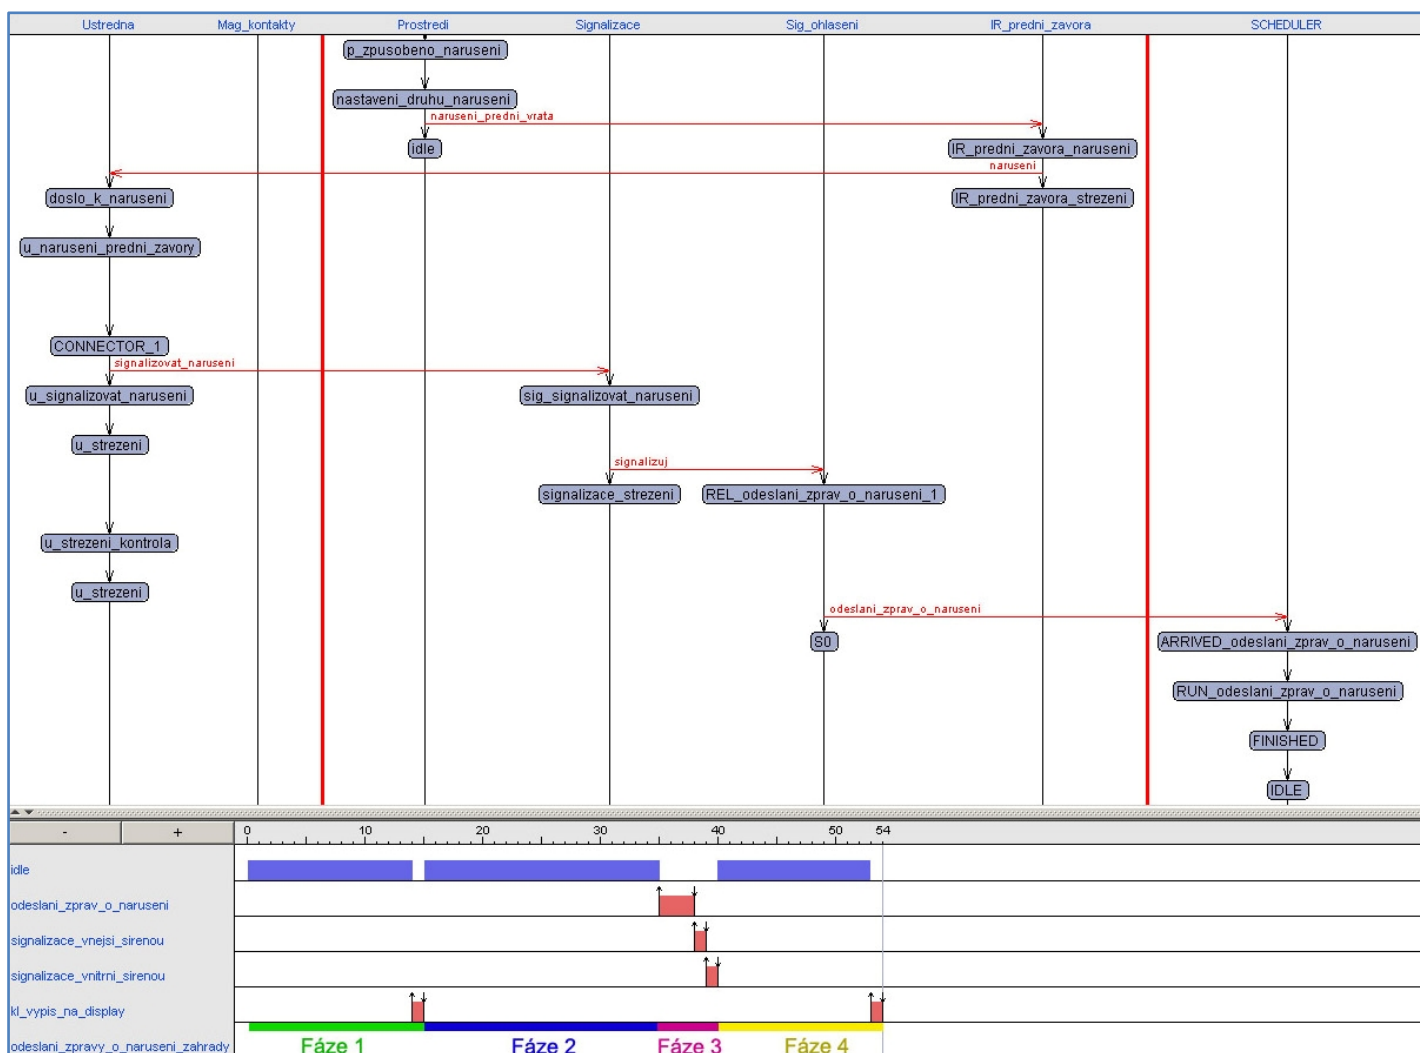 Ustredna Mag_kontakty Prostredi Signalizace Sig_ohlaseni IR_predni_zavora SCHEDULER
p_zpusobeno_naruseni
nastaveni_druhu_naruseni
naruseni_predni_vrata
idle IR_predni_zavora_naruseni
naruseni
doslo_k_naruseni IR_predni_zavora_strezeni
u_naruseni_predni_zavory
CONNECTOR_1
signalizovat_naruseni
u_signalizovat_naruseni sig_signalizovat_naruseni
u_strezeni
signalizuj
signalizace_strezeni REL_odeslani_zprav_o_naruseni_1
u_strezeni_kontrola
u_strezeni
odeslani_zprav_o_naruseni
S0 ARRIVED_odeslani_zprav_o_naruseni
RUN_odeslani_zprav_o_naruseni
FINISHED
IDLE
- + 0 10 20 30 40 50 54
idle
odeslani_zprav_o_naruseni
signalizace_vnejsi_sirenou
signalizace_vnitrni_sirenou
kl_vypis_na_display
odeslani_zpravy_o_naruseni_zahrady Fáze 1 Fáze 2 Fáze 3 Fáze 4